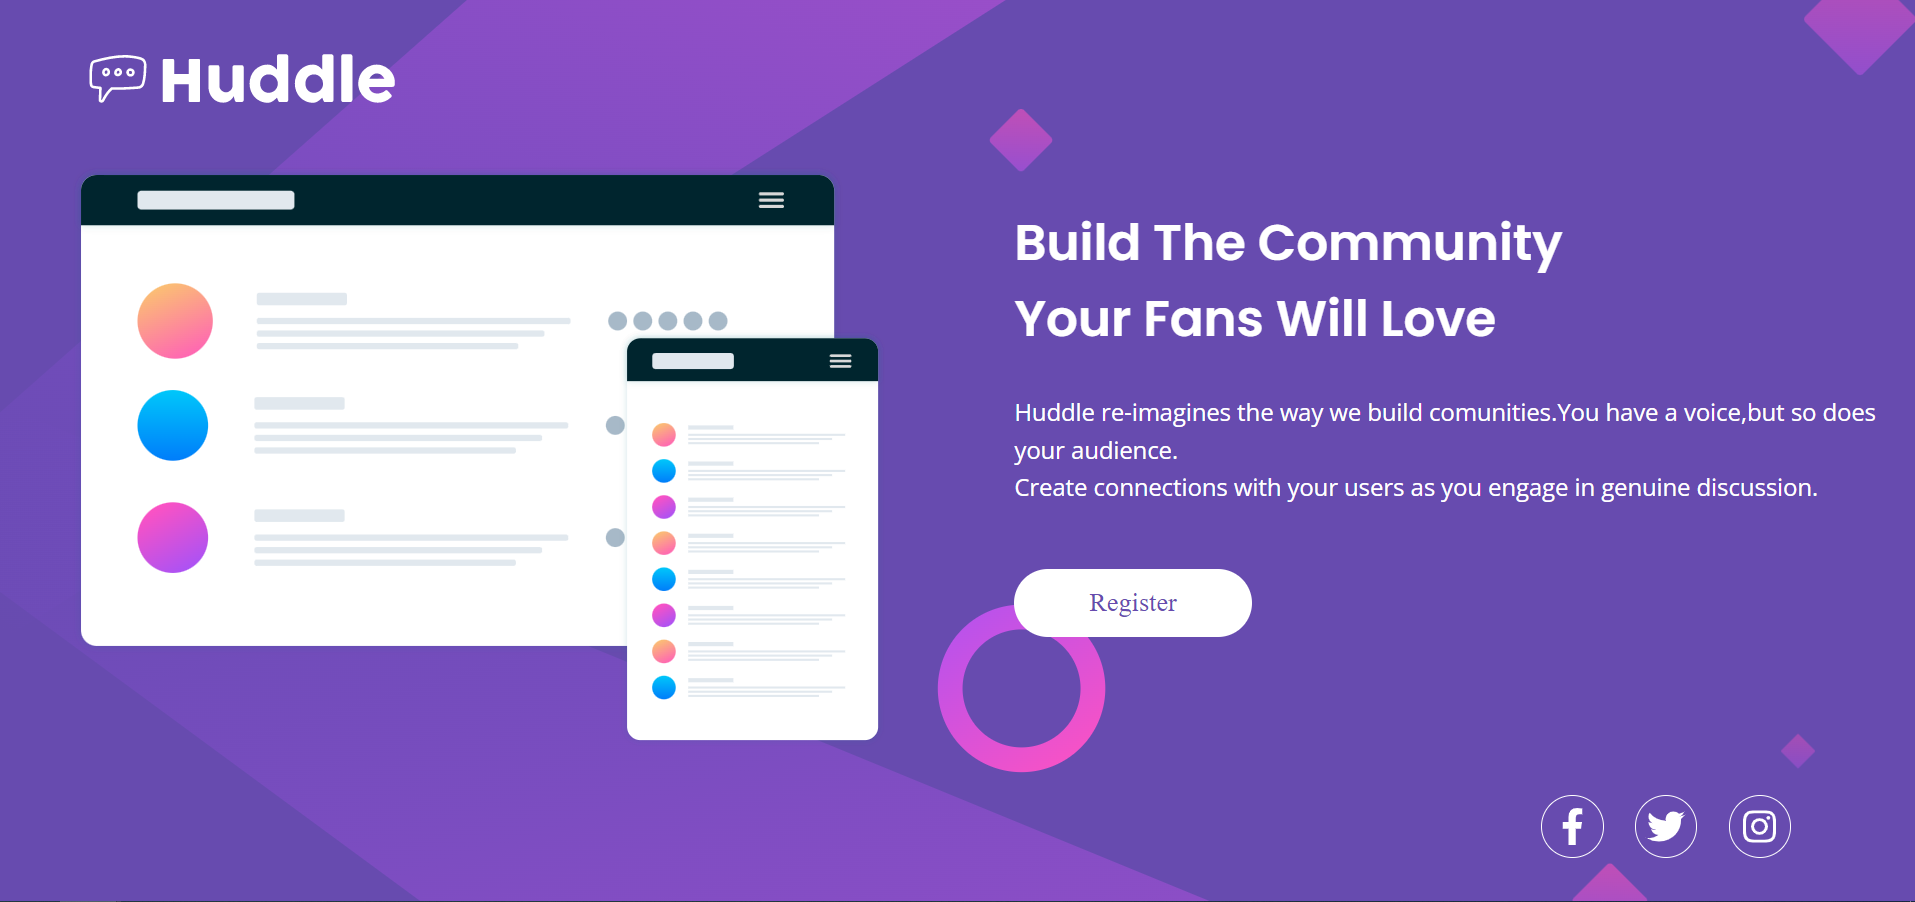 Huddle
Build The Community
Your Fans Will Love
Huddle re-imagines the way we build comunities.You have a voice,but so does
your audience.
Create connections with your users as you engage in genuine discussion.
Register